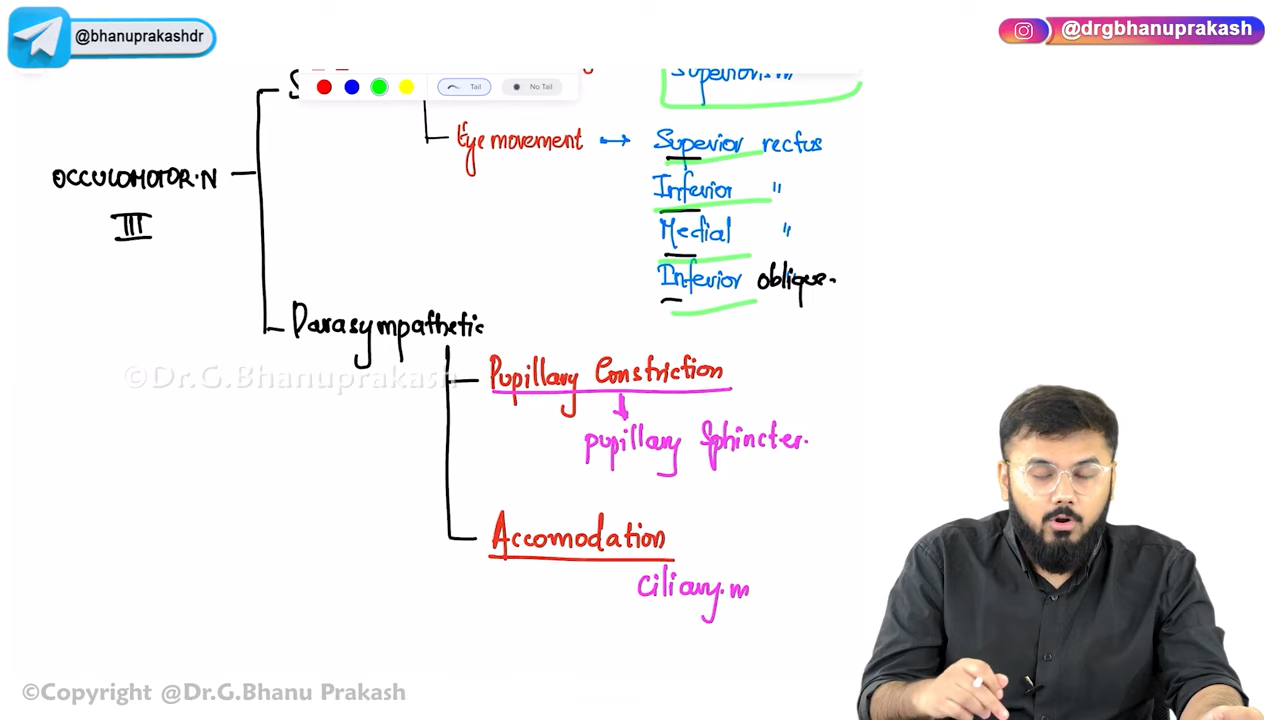 @bhanuprakashdr
@drgbhanuprakash
Tail
No Tail
Eye movement → Superior rectus
OCCULOMOTOR.N
III
Inferior "
Medial "
Inferior oblique.
Parasympathetic
©Dr.G.Bhanuprakash
Pupillary Constriction
pupillary Sphincter.
Accomodation
Ciliary.m
©Copyright @Dr.G.Bhanu Prakash